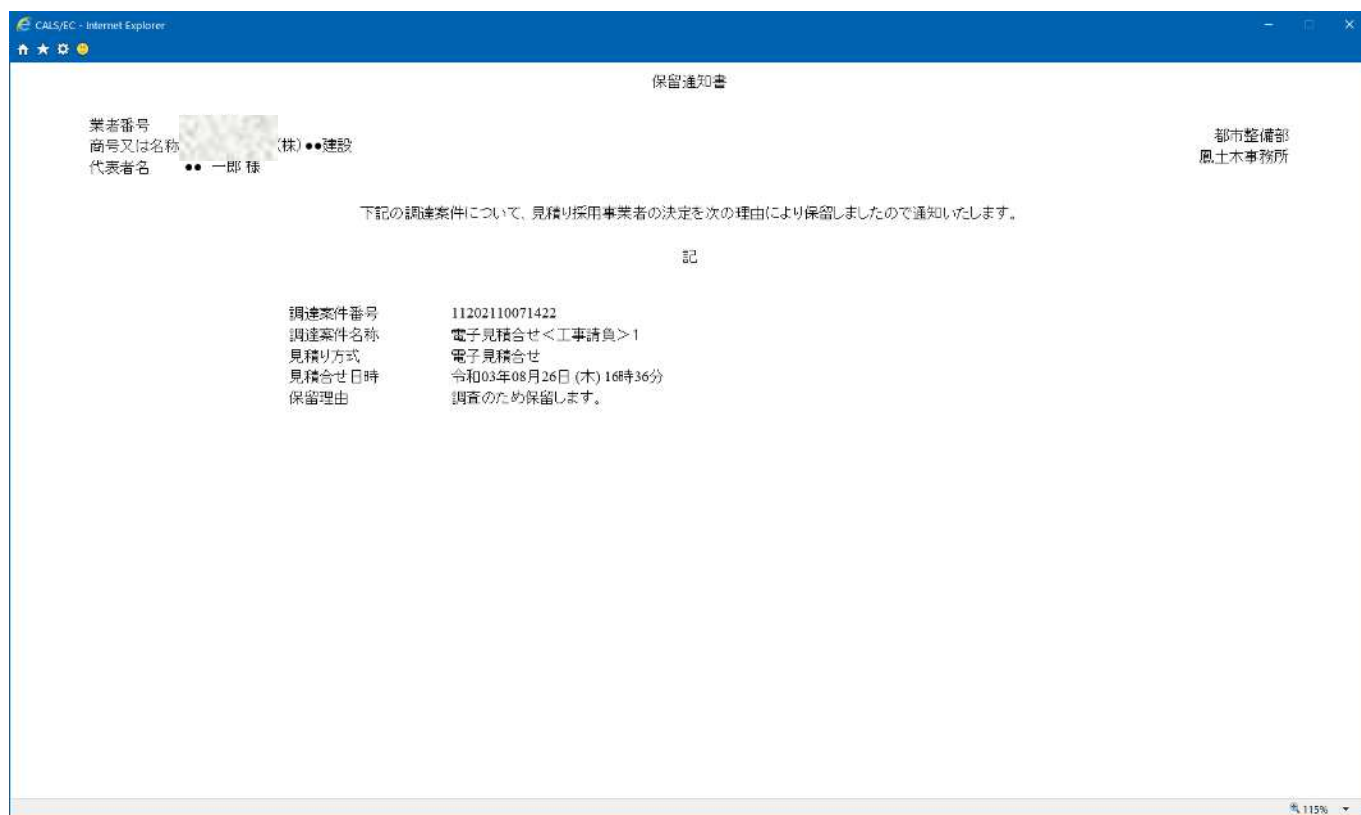 CALS/EC - Internet Explorer
保留通知書
業者番号
商号又は名称 (株)●●建設
代表者名 ●● 一郎 様
都市整備部
鳳土木事務所
下記の調達案件について、見積り採用事業者の決定を次の理由により保留しましたので通知いたします。
記
調達案件番号 11202110071422
調達案件名称 電子見積合せ<工事請負>1
見積り方式 電子見積合せ
見積合せ日時 令和03年08月26日 (木) 16時36分
保留理由 調査のため保留します。
115%